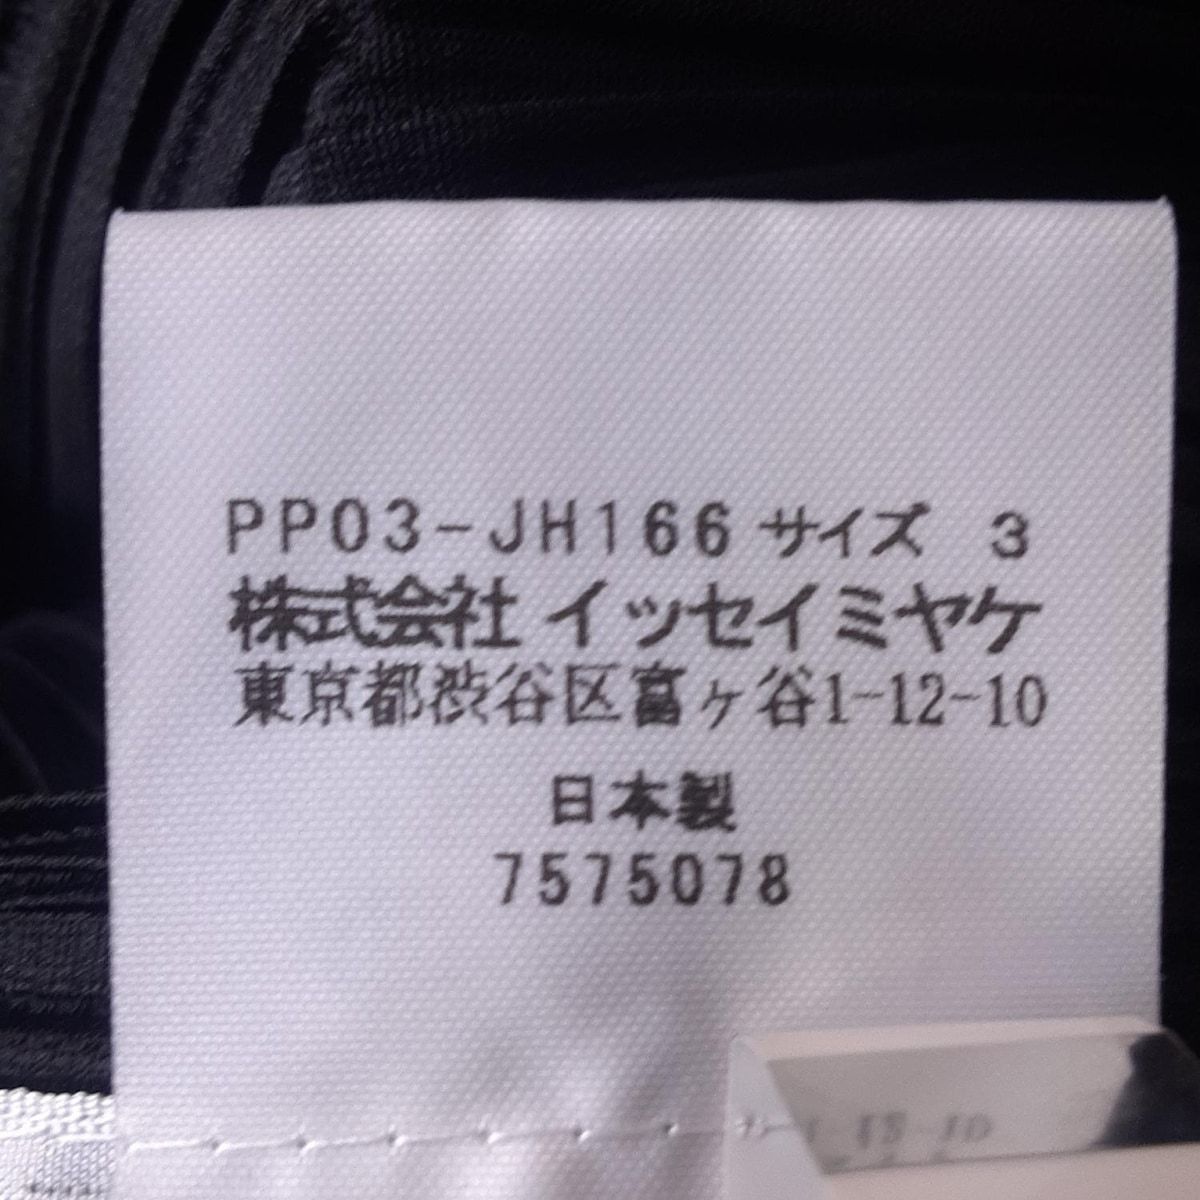 PP03-JH166 サイズ 3
株式会社 イッセイミヤケ
東京都渋谷区富ヶ谷1-12-10
日本製
7575078